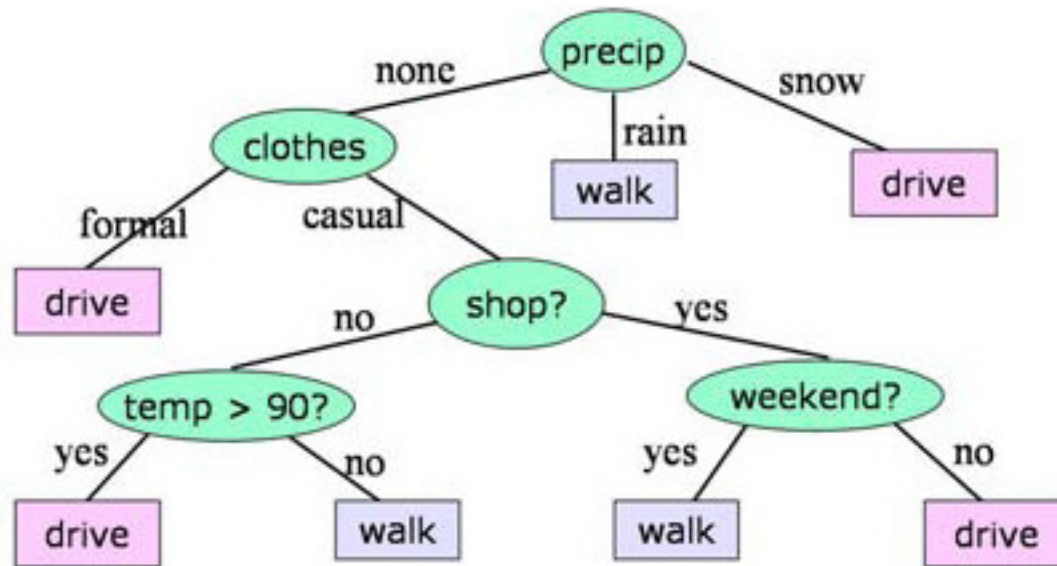 precip
none
snow
rain
clothes
walk
drive
formal
casual
drive
shop?
no
yes
temp > 90?
weekend?
yes
no
yes
no
drive
walk
walk
drive